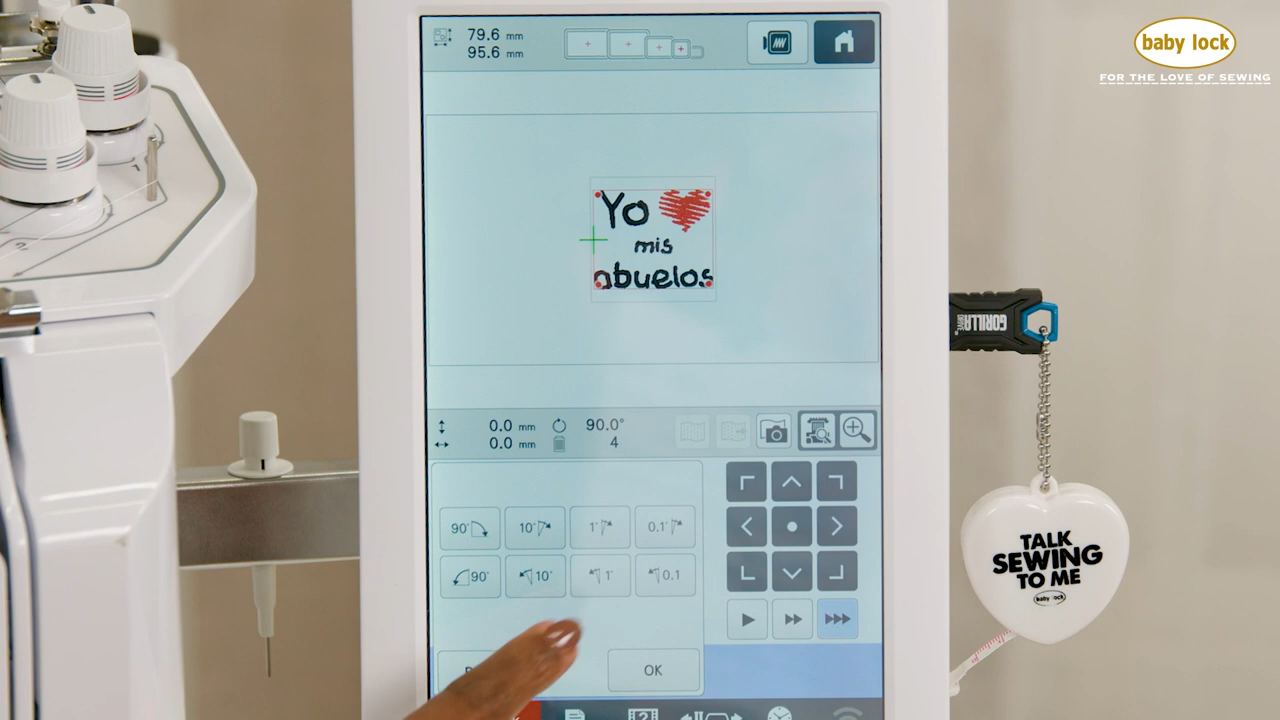 79.6 mm
95.6 mm
baby lock
FOR THE LOVE OF SEWING
Yo
mis
abuelos
GORILLA
DRIVE
0.0 mm 90.0°
0.0 mm 4
90° 10° 1° 0.1°
90° 10° 1° 0.1
OK
TALK
SEWING
TO ME
baby lock